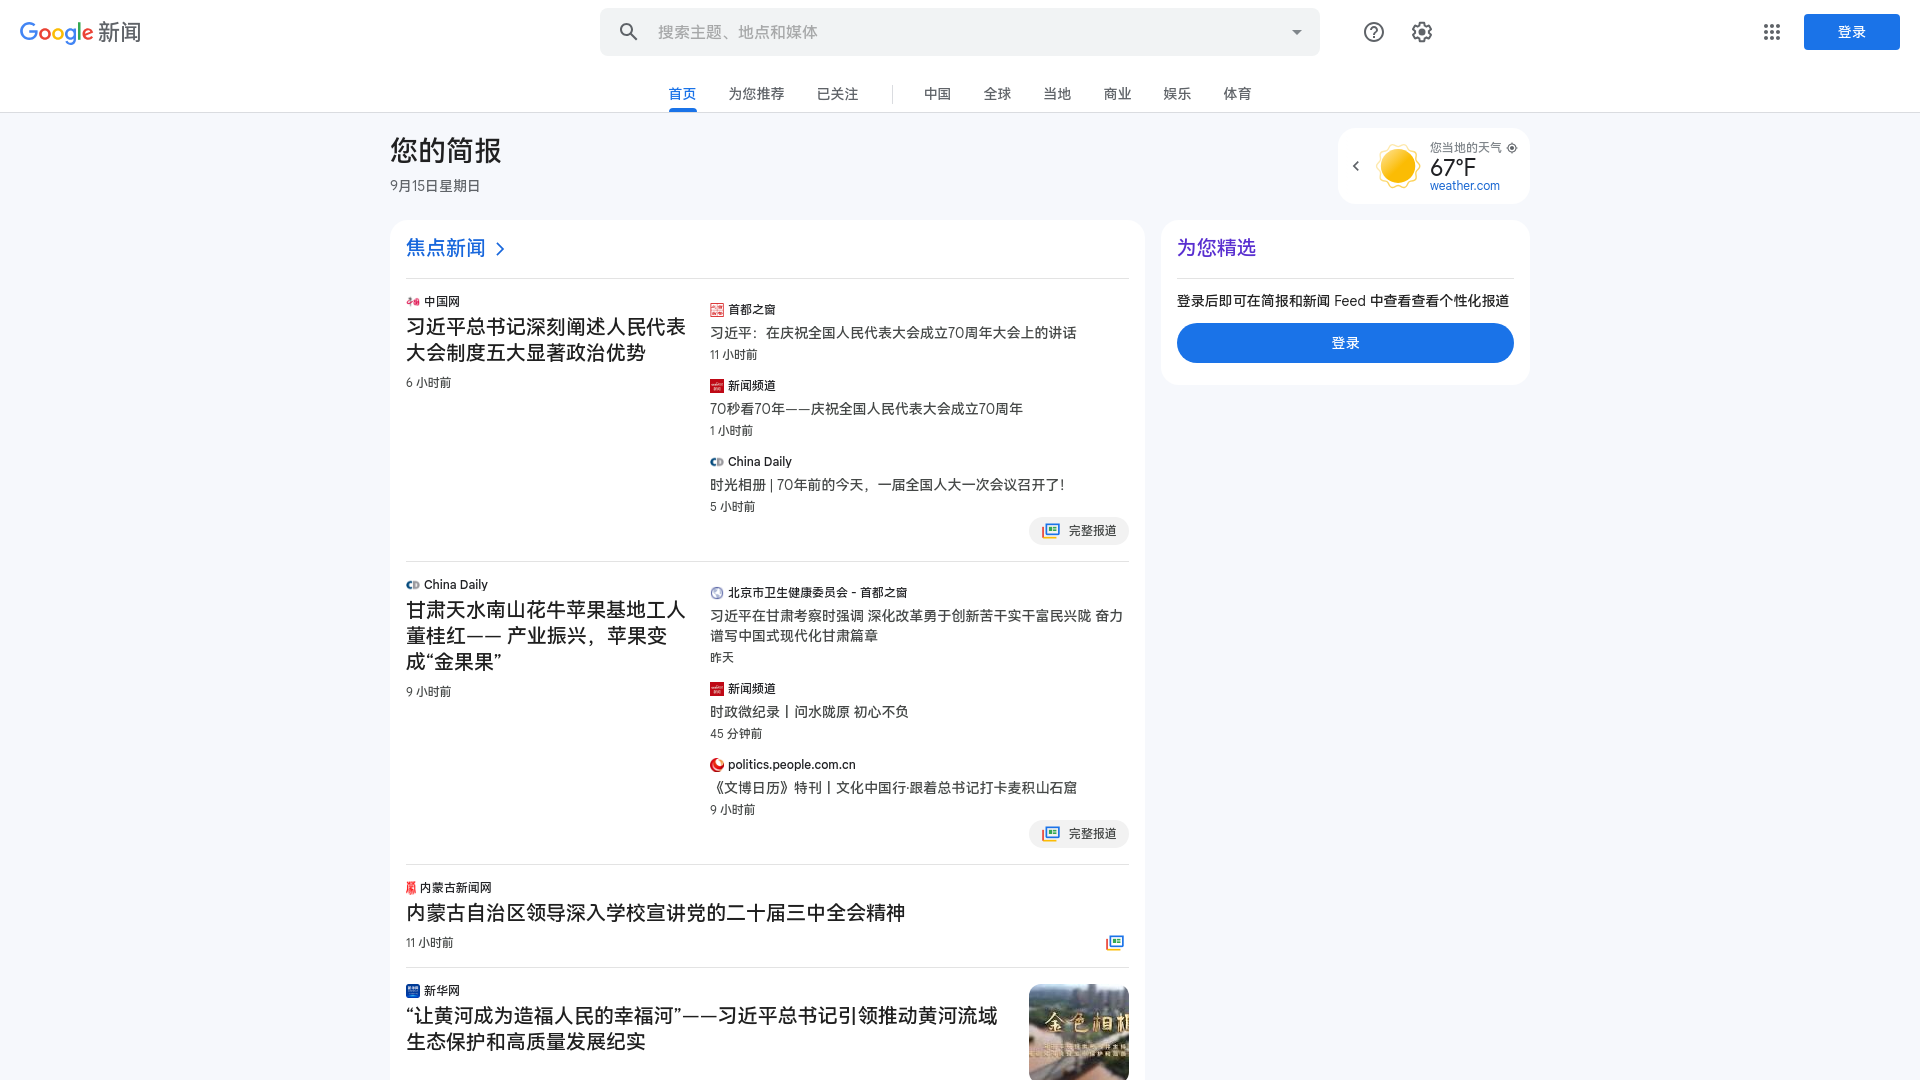 Google 新闻
搜索主题、地点和媒体
登录
首页
为您推荐
已关注
中国
全球
当地
商业
娱乐
体育
您的简报
9月15日星期日
您当地的天气
67°F
weather.com
焦点新闻
中国网
习近平总书记深刻阐述人民代表
大会制度五大显著政治优势
6 小时前
首都之窗
习近平：在庆祝全国人民代表大会成立70周年大会上的讲话
11 小时前
新闻频道
70秒看70年——庆祝全国人民代表大会成立70周年
1 小时前
China Daily
时光相册 | 70年前的今天，一届全国人大一次会议召开了！
5 小时前
完整报道
China Daily
甘肃天水南山花牛苹果基地工人
董桂红—— 产业振兴，苹果变
成“金果果”
9 小时前
北京市卫生健康委员会 - 首都之窗
习近平在甘肃考察时强调 深化改革勇于创新苦干实干富民兴陇 奋力
谱写中国式现代化甘肃篇章
昨天
新闻频道
时政微纪录丨问水陇原 初心不负
45 分钟前
politics.people.com.cn
《文博日历》特刊丨文化中国行·跟着总书记打卡麦积山石窟
9 小时前
完整报道
内蒙古新闻网
内蒙古自治区领导深入学校宣讲党的二十届三中全会精神
11 小时前
新华网
“让黄河成为造福人民的幸福河”——习近平总书记引领推动黄河流域
生态保护和高质量发展纪实
金色相
为您精选
登录后即可在简报和新闻 Feed 中查看查看个性化报道
登录